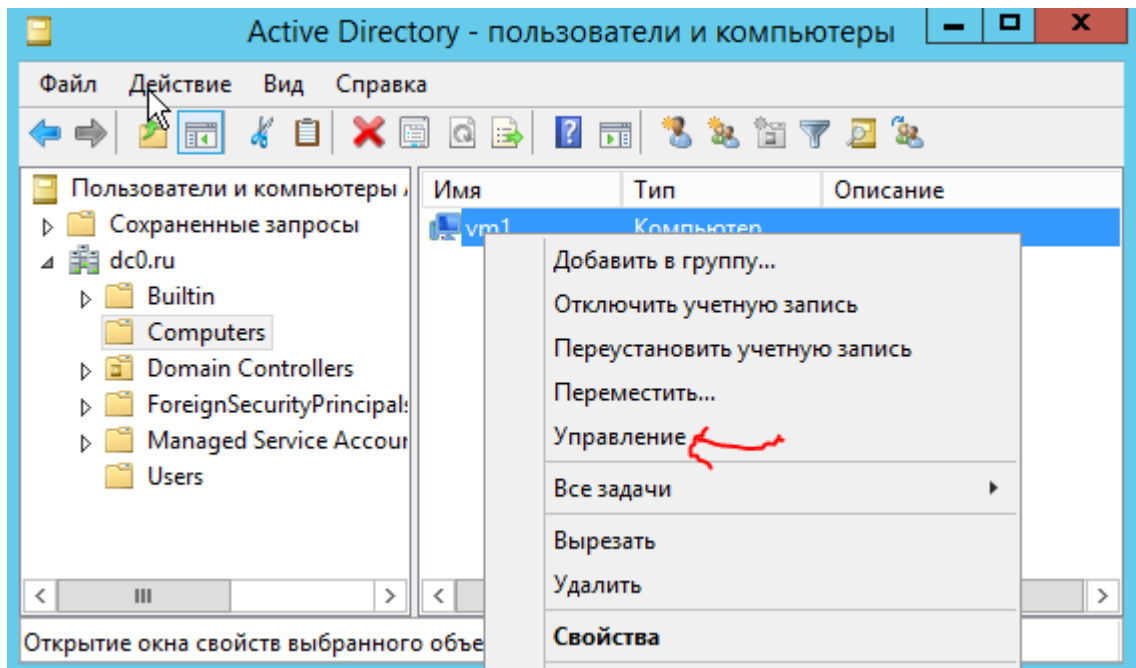 Active Directory - пользователи и компьютеры
Файл Действие Вид Справка
Пользователи и компьютеры
Сохраненные запросы
dc0.ru
Builtin
Computers
Domain Controllers
ForeignSecurityPrincipals
Managed Service Accour
Users
Имя Тип Описание
vm1 Компьютер
Добавить в группу...
Отключить учетную запись
Переустановить учетную запись
Переместить...
Управление
Все задачи
Вырезать
Удалить
Свойства
Открытие окна свойств выбранного объе